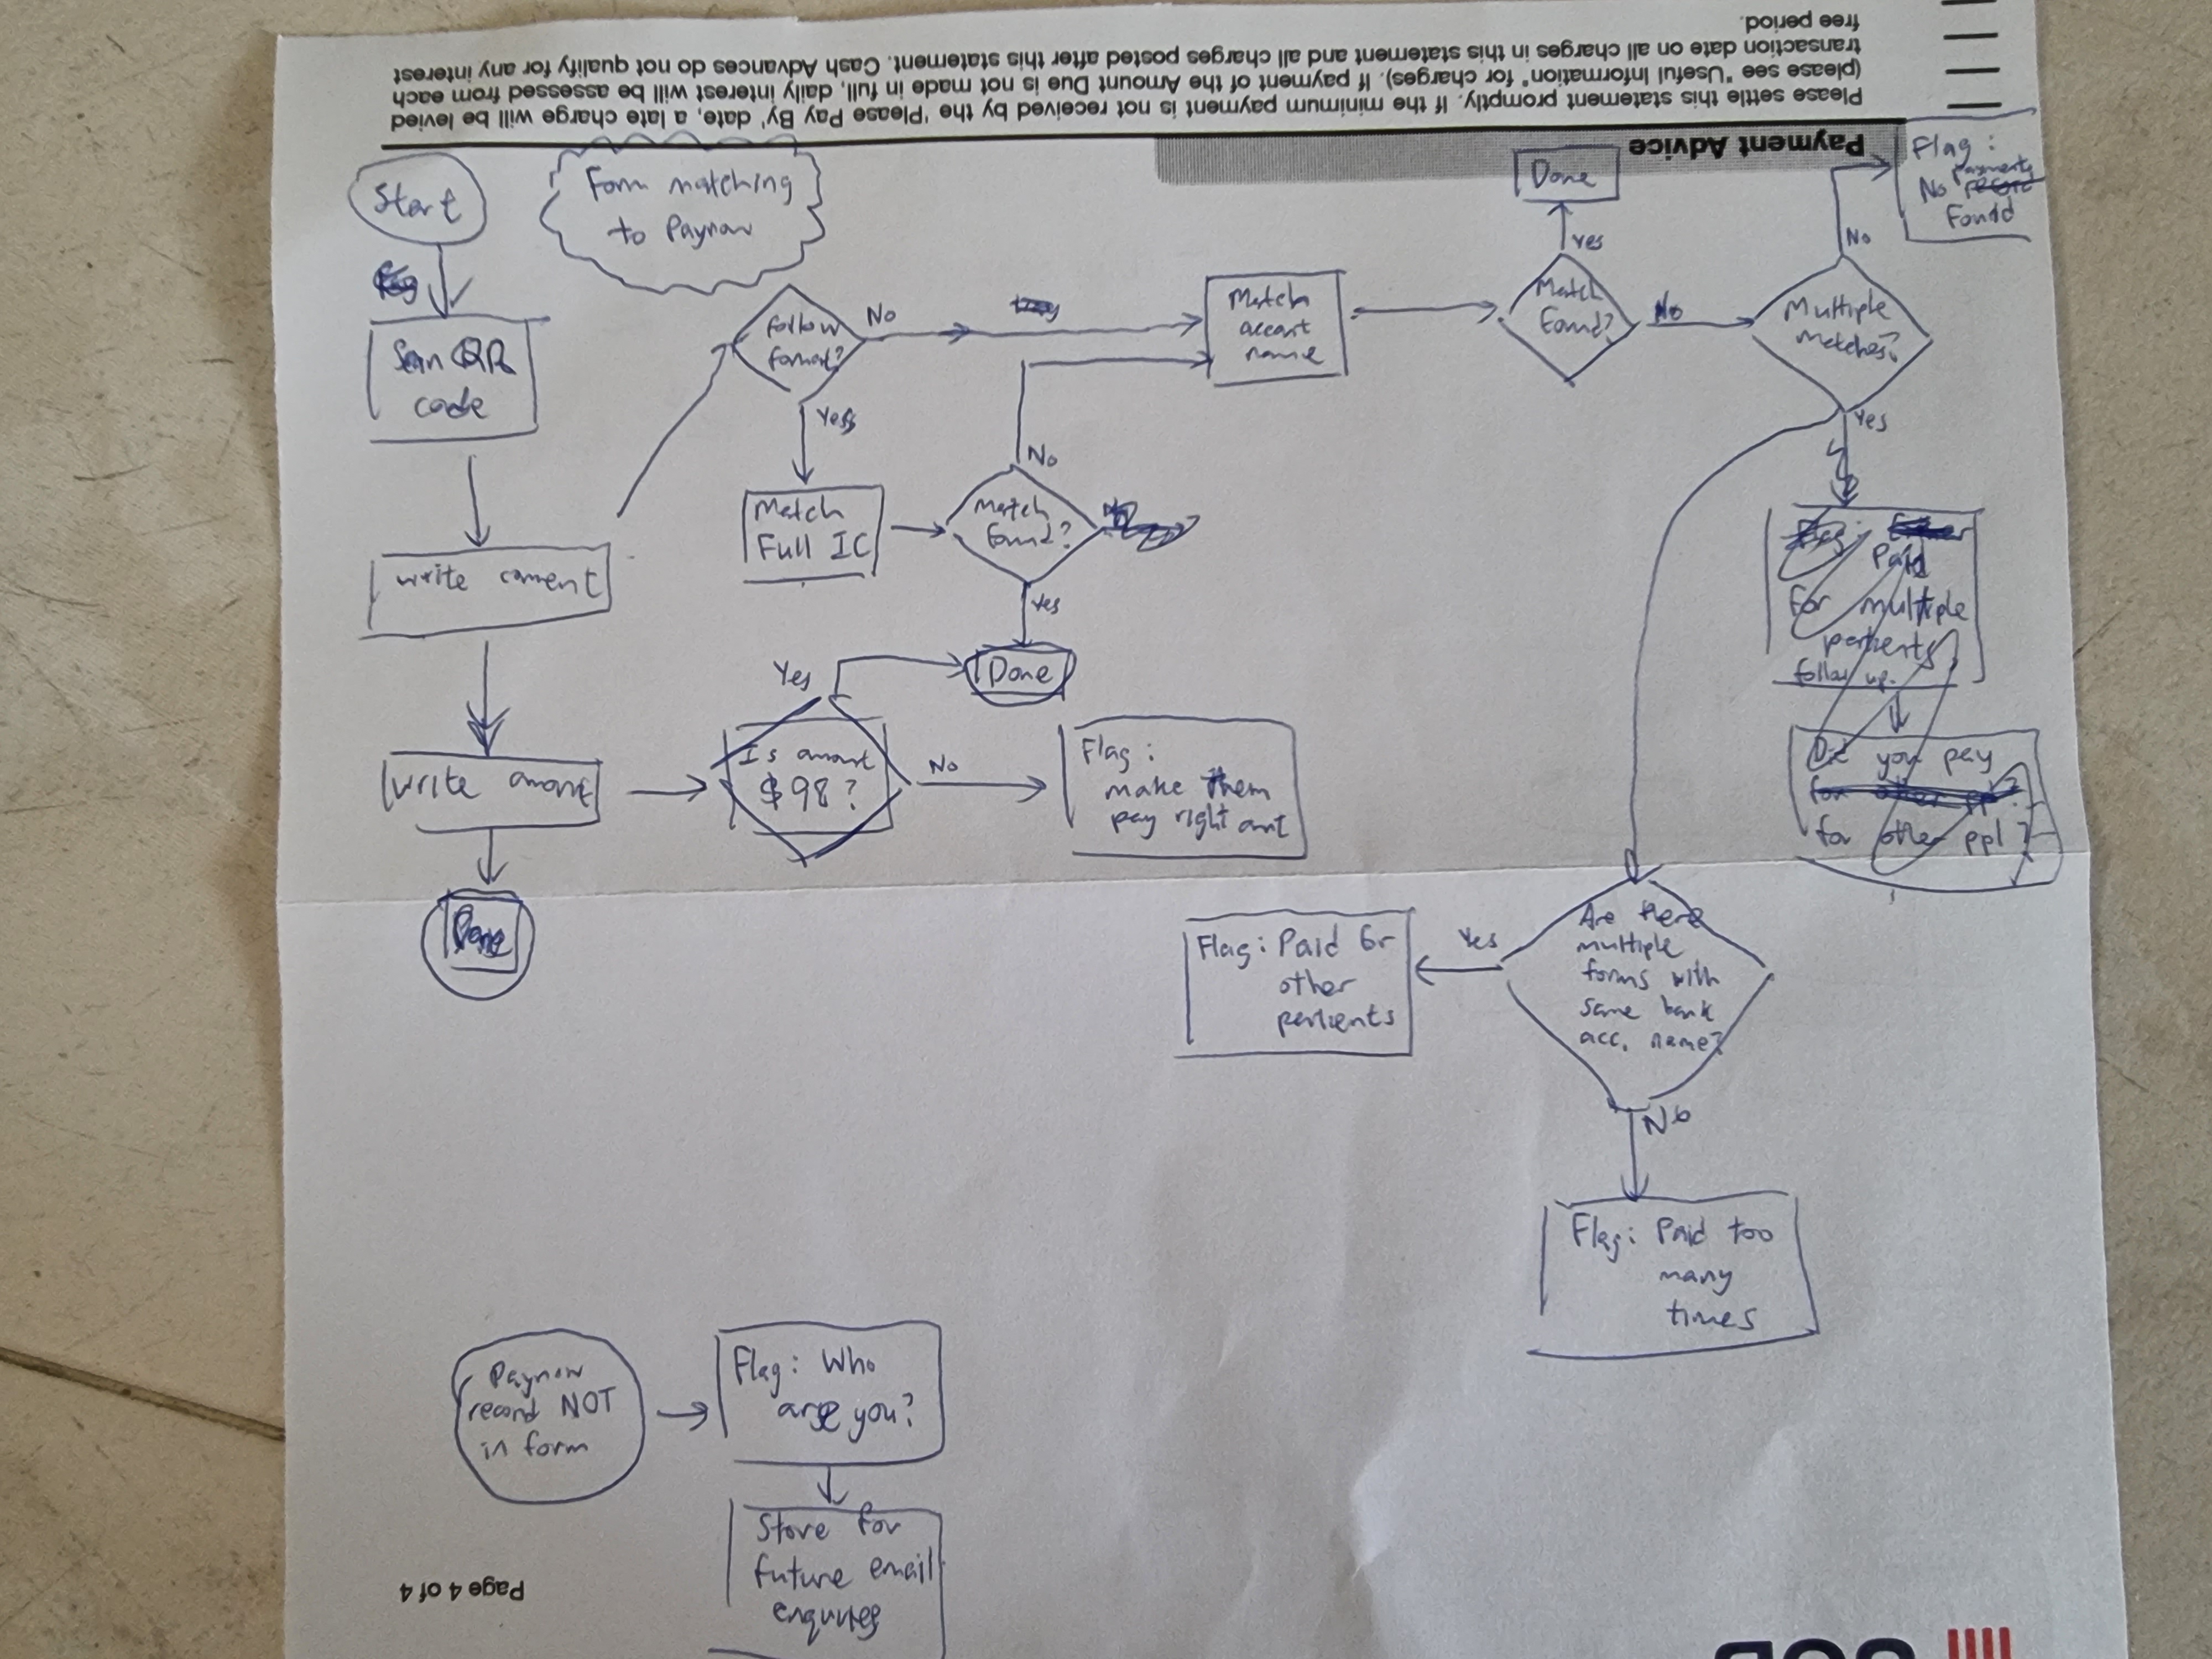 Please settle this statement promptly. If the minimum payment is not received by the 'Please Pay By' date, a late charge will be levied
(please see "Useful Information" for charges). If payment of the Amount Due is not made in full, daily interest will be assessed from each
transaction date on all charges in this statement and all charges posted after this statement. Cash Advances do not qualify for any interest
free period.
Payment Advice
Start
Form matching
to Paynow
Scan QR
code
write coment
write amont
Done
follow
format?
No
Yes
Match
Full IC
Match
found?
No
Yes
Done
Match
account
name
Match
found?
Yes
Done
No
Multiple
matches?
No
Flag:
No payments
Found
Yes
Paid
for multiple
follow up.
Did you pay
for other ppl?
Is amount
$98?
Yes
No
Flag:
make them
pay right amt
Are there
multiple
forms with
same bank
acc. name?
Yes
Flag: Paid for
other
No
Flag: Paid too
many
times
Paynow
record NOT
in form
Flag: Who
are you?
Store for
future email
Page 4 of 4